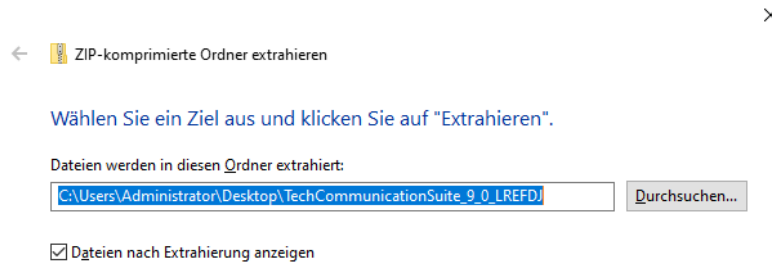 ZIP-komprimierte Ordner extrahieren
Wählen Sie ein Ziel aus und klicken Sie auf "Extrahieren".
Dateien werden in diesen Ordner extrahiert:
C:\Users\Administrator\Desktop\TechCommunicationSuite_9_0_LREFDJ
Durchsuchen...
Dateien nach Extrahierung anzeigen